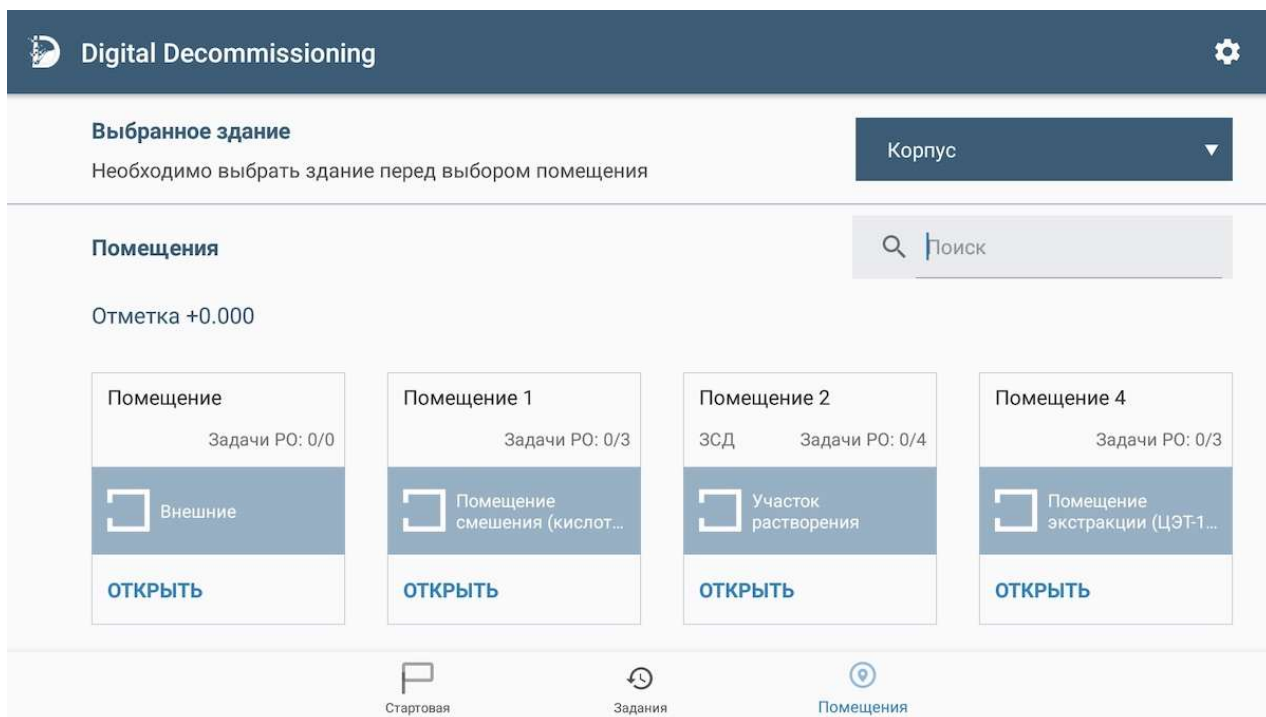 Digital Decommissioning
Выбранное здание
Необходимо выбрать здание перед выбором помещения
Корпус
Помещения
Поиск
Отметка +0.000
Помещение
Задачи РО: 0/0
Внешние
ОТКРЫТЬ
Помещение 1
Задачи РО: 0/3
Помещение
смешения (кислот...
ОТКРЫТЬ
Помещение 2
ЗСД Задачи РО: 0/4
Участок
растворения
ОТКРЫТЬ
Помещение 4
Задачи РО: 0/3
Помещение
экстракции (ЦЭТ-1...
ОТКРЫТЬ
Стартовая
Задания
Помещения